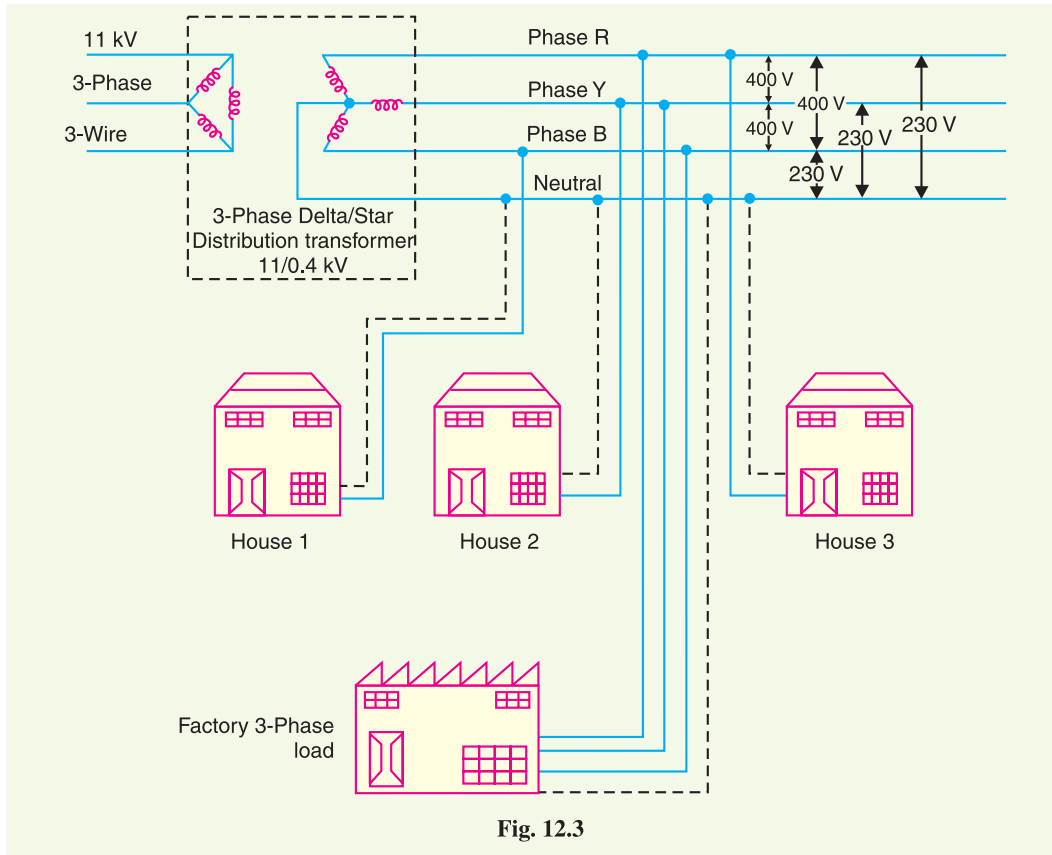 11 kV
3-Phase
3-Wire
3-Phase Delta/Star
Distribution transformer
11/0.4 kV
Phase R
Phase Y
Phase B
Neutral
400 V
400 V
400 V
230 V
230 V
230 V
House 1
House 2
House 3
Factory 3-Phase
load
Fig. 12.3